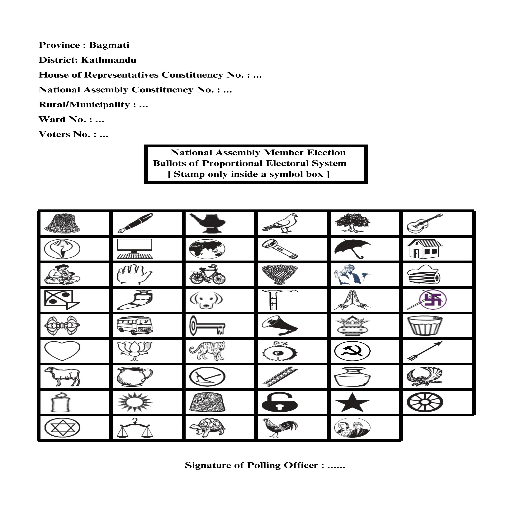 Province : Bagmati
District: Kathmandu
House of Representatives Constituency No. : ...
National Assembly Constituency No. : ...
Rural/Municipality : ...
Ward No. : ...
Voters No. : ...
National Assembly Member Election
Ballots of Proportional Electoral System
[ Stamp only inside a symbol box ]
Signature of Polling Officer : ......